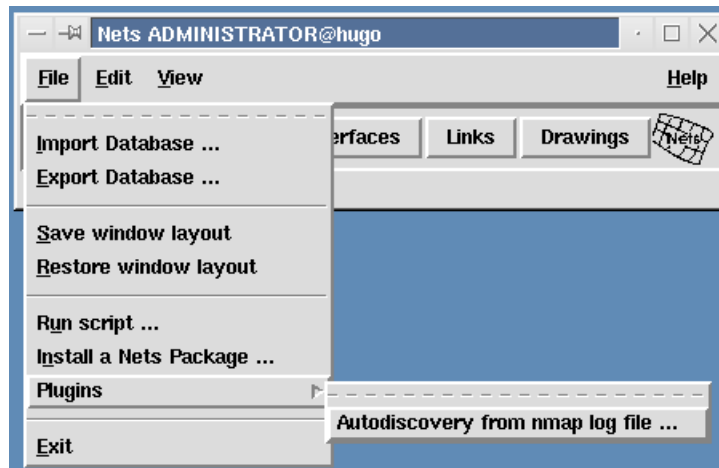 Nets ADMINISTRATOR@hugo
File Edit View Help
erfaces Links Drawings Nets
Import Database ...
Export Database ...
Save window layout
Restore window layout
Run script ...
Install a Nets Package ...
Plugins
Autodiscovery from nmap log file ...
Exit